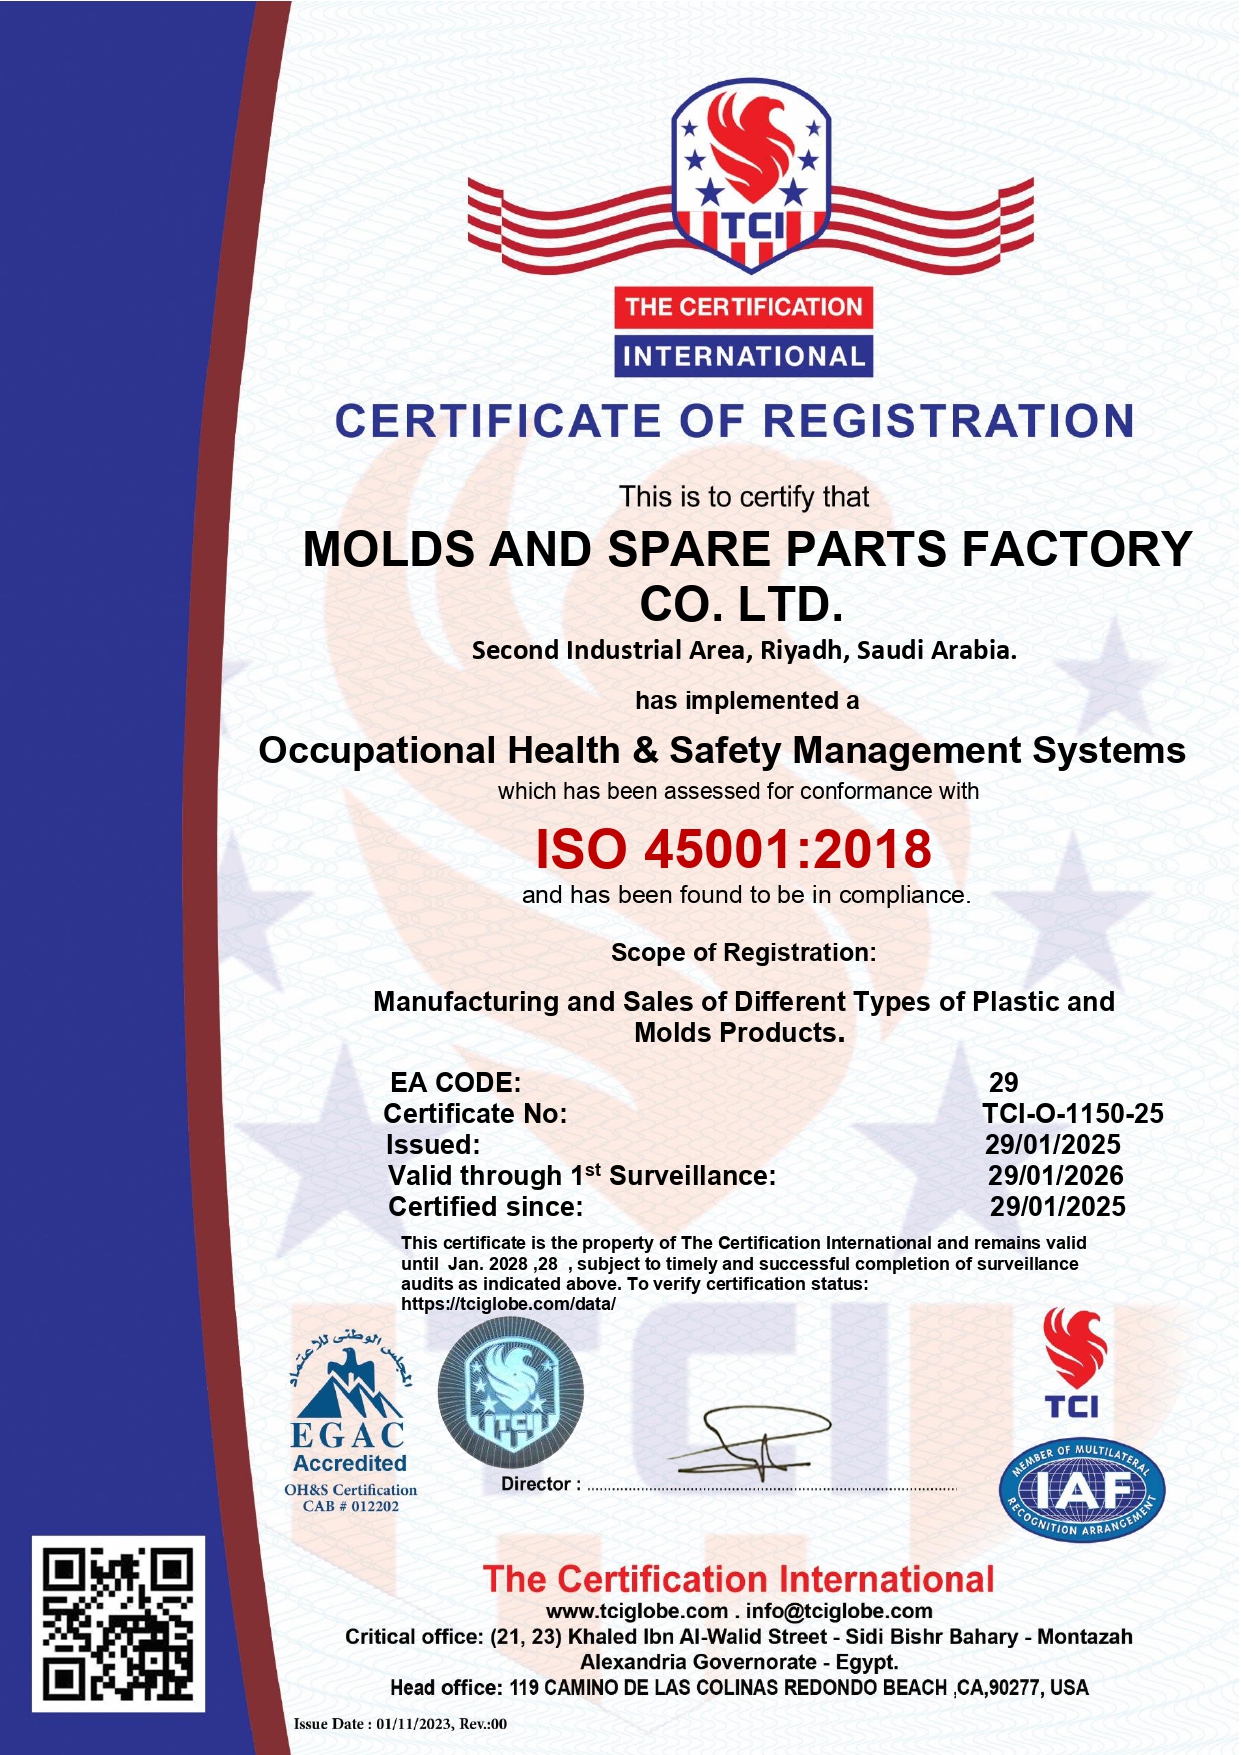 TCI
THE CERTIFICATION
INTERNATIONAL
CERTIFICATE OF REGISTRATION
This is to certify that
MOLDS AND SPARE PARTS FACTORY
CO. LTD.
Second Industrial Area, Riyadh, Saudi Arabia.
has implemented a
Occupational Health & Safety Management Systems
which has been assessed for conformance with
ISO 45001:2018
and has been found to be in compliance.
Scope of Registration:
Manufacturing and Sales of Different Types of Plastic and
Molds Products.
EA CODE: 29
Certificate No: TCI-O-1150-25
Issued: 29/01/2025
Valid through 1st Surveillance: 29/01/2026
Certified since: 29/01/2025
This certificate is the property of The Certification International and remains valid
until Jan. 2028 ,28 , subject to timely and successful completion of surveillance
audits as indicated above. To verify certification status:
https://tciglobe.com/data/
المجلس الوطنى للاعتماد
EGAC
Accredited
OH&S Certification
CAB # 012202
TCI
Director :
TCI
MEMBER OF MULTILATERAL
IAF
RECOGNITION ARRANGEMENT
The Certification International
www.tciglobe.com . info@tciglobe.com
Critical office: (21, 23) Khaled Ibn Al-Walid Street - Sidi Bishr Bahary - Montazah
Alexandria Governorate - Egypt.
Head office: 119 CAMINO DE LAS COLINAS REDONDO BEACH ,CA,90277, USA
Issue Date : 01/11/2023, Rev.:00